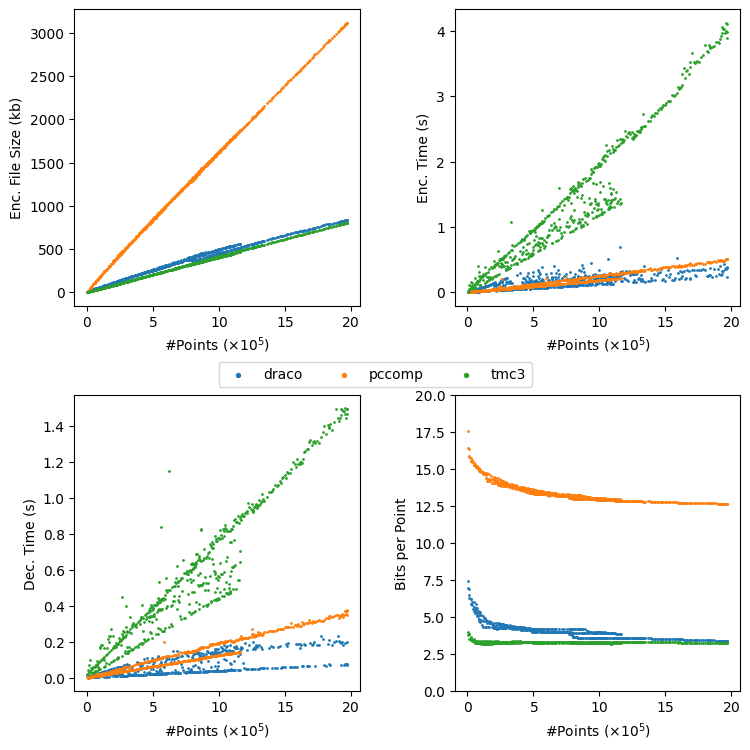 Enc. File Size (kb)
3000
2500
2000
1500
1000
500
0
0 5 10 15 20
#Points (×10⁵)
Enc. Time (s)
4
3
2
1
0
0 5 10 15 20
#Points (×10⁵)
draco pccomp tmc3
Dec. Time (s)
1.4
1.2
1.0
0.8
0.6
0.4
0.2
0.0
0 5 10 15 20
#Points (×10⁵)
Bits per Point
20.0
17.5
15.0
12.5
10.0
7.5
5.0
2.5
0.0
0 5 10 15 20
#Points (×10⁵)